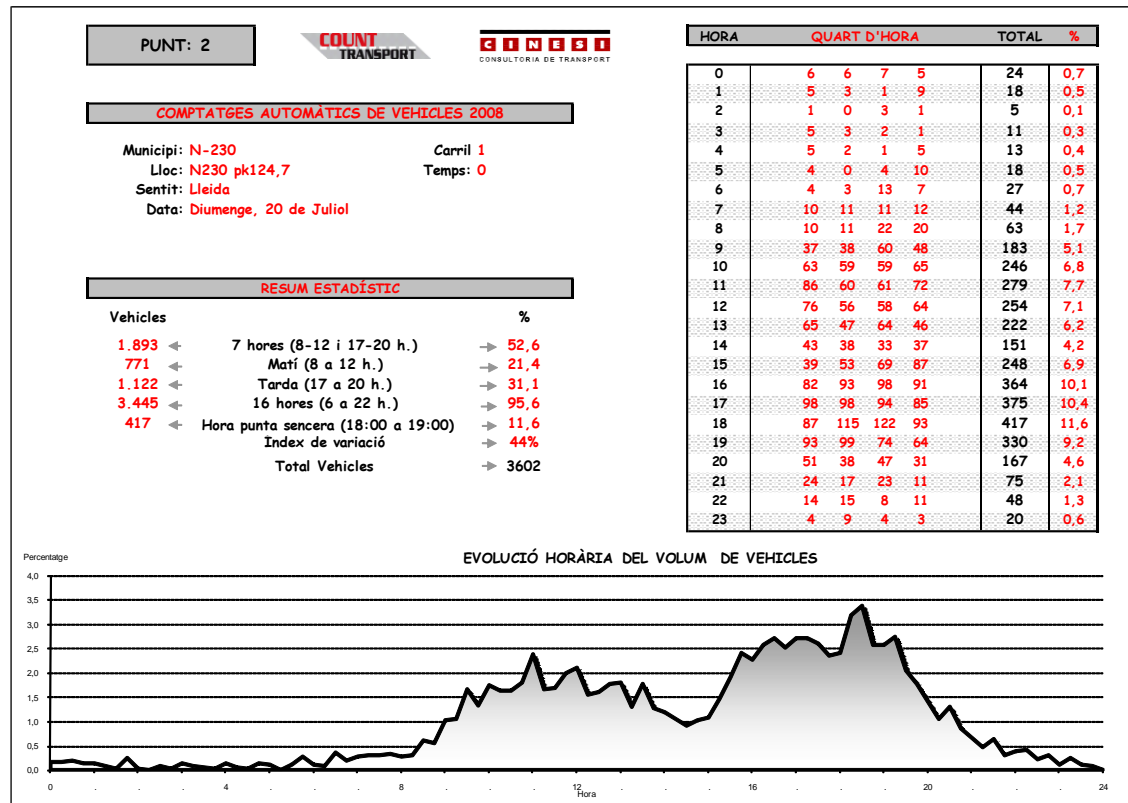 PUNT: 2
COUNT
TRANSPORT
CINESI
CONSULTORIA DE TRANSPORT
COMPTATGES AUTOMÀTICS DE VEHICLES 2008
Municipi: N-230 Carril 1
Lloc: N230 pk124,7 Temps: 0
Sentit: Lleida
Data: Diumenge, 20 de Juliol
RESUM ESTADÍSTIC
Vehicles %
1.893 7 hores (8-12 i 17-20 h.) 52,6
771 Matí (8 a 12 h.) 21,4
1.122 Tarda (17 a 20 h.) 31,1
3.445 16 hores (6 a 22 h.) 95,6
417 Hora punta sencera (18:00 a 19:00) 11,6
Index de variació 44%
Total Vehicles 3602
HORA QUART D'HORA TOTAL %
0 6 6 7 5 24 0,7
1 5 3 1 9 18 0,5
2 1 0 3 1 5 0,1
3 5 3 2 1 11 0,3
4 5 2 1 5 13 0,4
5 4 0 4 10 18 0,5
6 4 3 13 7 27 0,7
7 10 11 11 12 44 1,2
8 10 11 22 20 63 1,7
9 37 38 60 48 183 5,1
10 63 59 59 65 246 6,8
11 86 60 61 72 279 7,7
12 76 56 58 64 254 7,1
13 65 47 64 46 222 6,2
14 43 38 33 37 151 4,2
15 39 53 69 87 248 6,9
16 82 93 98 91 364 10,1
17 98 98 94 85 375 10,4
18 87 115 122 93 417 11,6
19 93 99 74 64 330 9,2
20 51 38 47 31 167 4,6
21 24 17 23 11 75 2,1
22 14 15 8 11 48 1,3
23 4 9 4 3 20 0,6
EVOLUCIÓ HORÀRIA DEL VOLUM DE VEHICLES
Percentatge
4,0
3,5
3,0
2,5
2,0
1,5
1,0
0,5
0,0
0 . . . 4 . . . 8 . . . 12 . . . 16 . . . 20 . . . 24
Hora